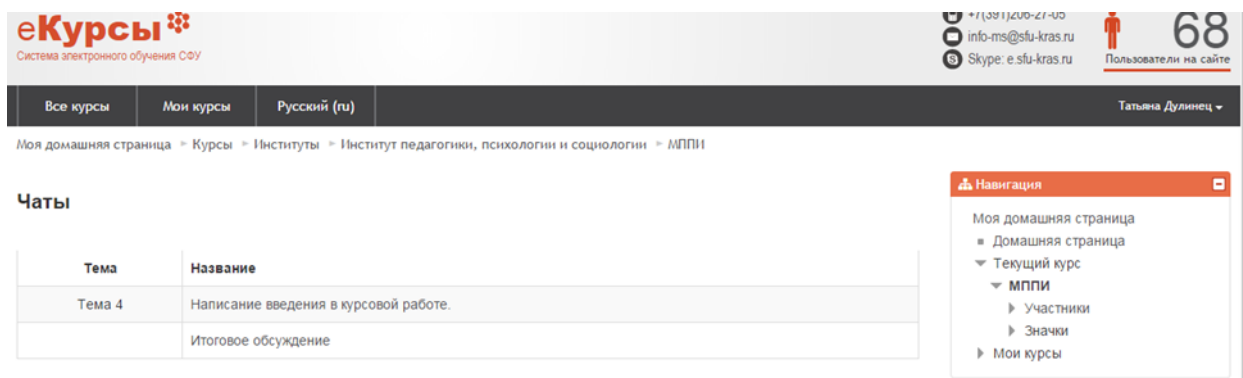 еКурсы
Система электронного обучения СФУ
+7(391)206-27-05
info-ms@sfu-kras.ru
Skype: e.sfu-kras.ru
68
Пользователи на сайте
Все курсы Мои курсы Русский (ru) Татьяна Дулинец
Моя домашняя страница ► Курсы ► Институты ► Институт педагогики, психологии и социологии ► МППИ
Чаты
Тема Название
Тема 4 Написание введения в курсовой работе.
Итоговое обсуждение
Навигация
Моя домашняя страница
Домашняя страница
Текущий курс
МППИ
Участники
Значки
Мои курсы